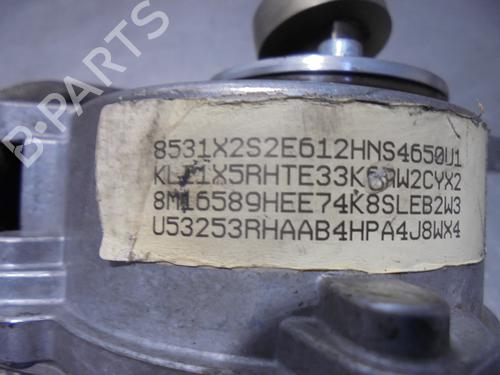 B-PARTS
8531X2S2E612HNS4650U1
8M16589HEE74K8SLEB2W3
U53253RHAAB4HPA4J8WX4